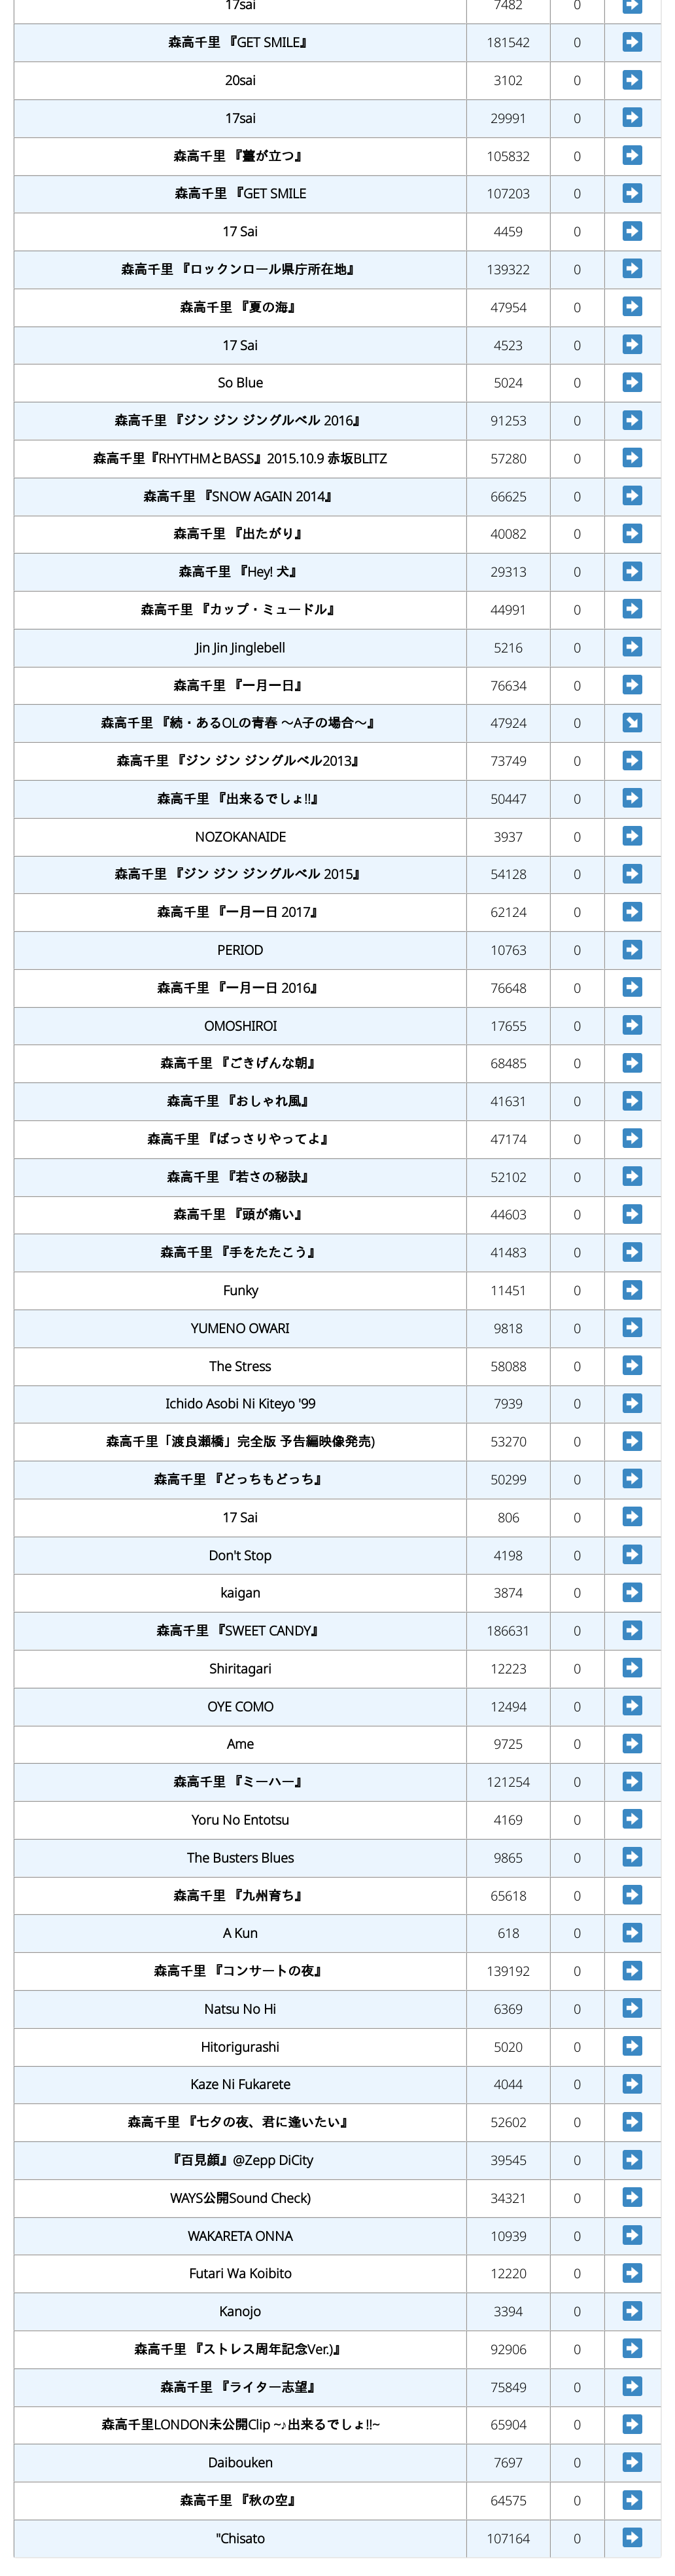 17sai 7482 0
森高千里 『GET SMILE』 181542 0
20sai 3102 0
17sai 29991 0
森高千里 『薹が立つ』 105832 0
森高千里 『GET SMILE 107203 0
17 Sai 4459 0
森高千里 『ロックンロール県庁所在地』 139322 0
森高千里 『夏の海』 47954 0
17 Sai 4523 0
So Blue 5024 0
森高千里 『ジン ジン ジングルベル 2016』 91253 0
森高千里『RHYTHMとBASS』2015.10.9 赤坂BLITZ 57280 0
森高千里 『SNOW AGAIN 2014』 66625 0
森高千里 『出たがり』 40082 0
森高千里 『Hey! 犬』 29313 0
森高千里 『カップ・ミュードル』 44991 0
Jin Jin Jinglebell 5216 0
森高千里 『一月一日』 76634 0
森高千里 『続・あるOLの青春 〜A子の場合〜』 47924 0
森高千里 『ジン ジン ジングルベル2013』 73749 0
森高千里 『出来るでしょ!!』 50447 0
NOZOKANAIDE 3937 0
森高千里 『ジン ジン ジングルベル 2015』 54128 0
森高千里 『一月一日 2017』 62124 0
PERIOD 10763 0
森高千里 『一月一日 2016』 76648 0
OMOSHIROI 17655 0
森高千里 『ごきげんな朝』 68485 0
森高千里 『おしゃれ風』 41631 0
森高千里 『ばっさりやってよ』 47174 0
森高千里 『若さの秘訣』 52102 0
森高千里 『頭が痛い』 44603 0
森高千里 『手をたたこう』 41483 0
Funky 11451 0
YUMENO OWARI 9818 0
The Stress 58088 0
Ichido Asobi Ni Kiteyo '99 7939 0
森高千里「渡良瀬橋」完全版 予告編映像発売) 53270 0
森高千里 『どっちもどっち』 50299 0
17 Sai 806 0
Don't Stop 4198 0
kaigan 3874 0
森高千里 『SWEET CANDY』 186631 0
Shiritagari 12223 0
OYE COMO 12494 0
Ame 9725 0
森高千里 『ミーハー』 121254 0
Yoru No Entotsu 4169 0
The Busters Blues 9865 0
森高千里 『九州育ち』 65618 0
A Kun 618 0
森高千里 『コンサートの夜』 139192 0
Natsu No Hi 6369 0
Hitorigurashi 5020 0
Kaze Ni Fukarete 4044 0
森高千里 『七夕の夜、君に逢いたい』 52602 0
『百見顔』@Zepp DiCity 39545 0
WAYS公開Sound Check) 34321 0
WAKARETA ONNA 10939 0
Futari Wa Koibito 12220 0
Kanojo 3394 0
森高千里 『ストレス周年記念Ver.)』 92906 0
森高千里 『ライター志望』 75849 0
森高千里LONDON未公開Clip ~♪出来るでしょ!!~ 65904 0
Daibouken 7697 0
森高千里 『秋の空』 64575 0
"Chisato 107164 0